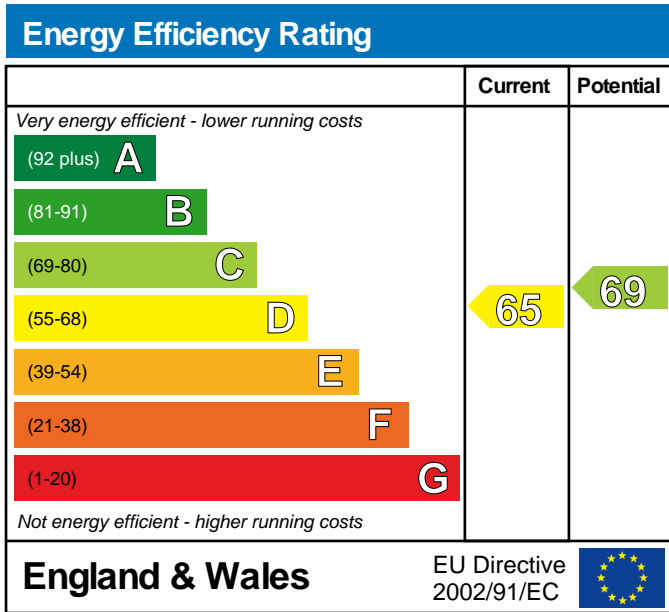 Energy Efficiency Rating
Current Potential
Very energy efficient - lower running costs
(92 plus) A
(81-91) B
(69-80) C
(55-68) D
(39-54) E
(21-38) F
(1-20) G
65
69
Not energy efficient - higher running costs
England & Wales
EU Directive
2002/91/EC